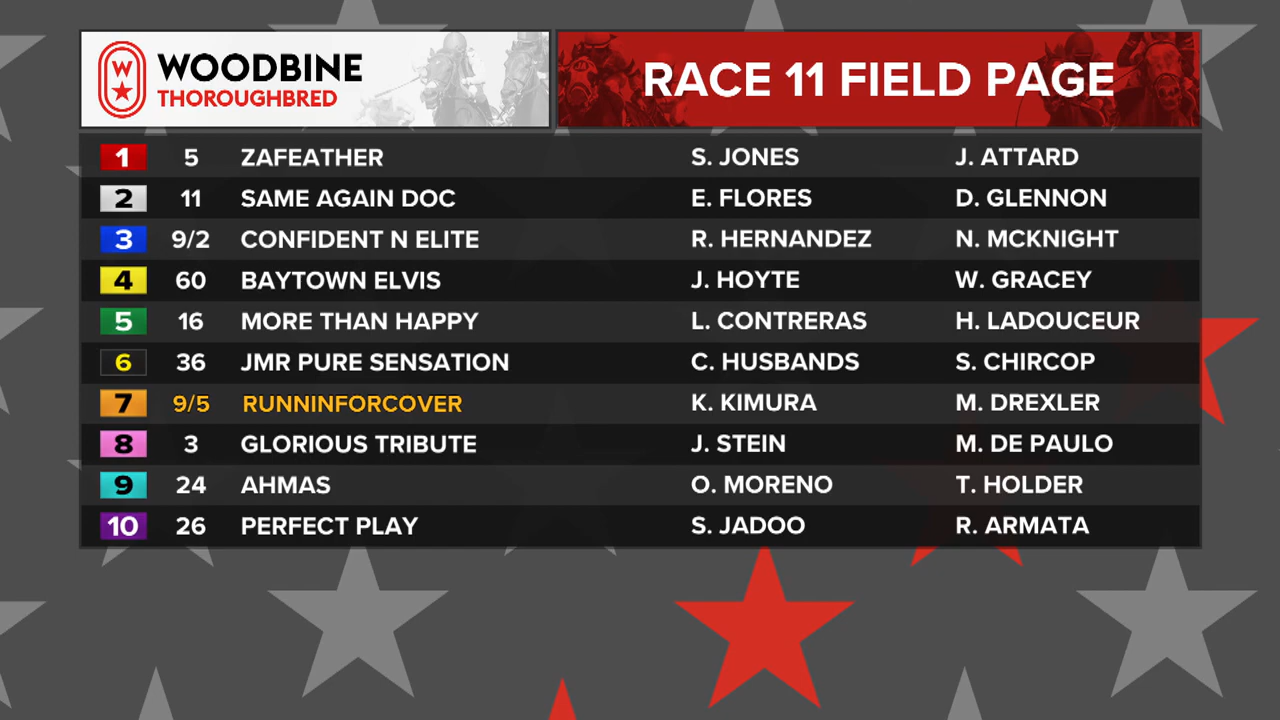 W
WOODBINE
THOROUGHBRED
RACE 11 FIELD PAGE
1 5 ZAFEATHER S. JONES J. ATTARD
2 11 SAME AGAIN DOC E. FLORES D. GLENNON
3 9/2 CONFIDENT N ELITE R. HERNANDEZ N. MCKNIGHT
4 60 BAYTOWN ELVIS J. HOYTE W. GRACEY
5 16 MORE THAN HAPPY L. CONTRERAS H. LADOUCEUR
6 36 JMR PURE SENSATION C. HUSBANDS S. CHIRCOP
7 9/5 RUNNINFORCOVER K. KIMURA M. DREXLER
8 3 GLORIOUS TRIBUTE J. STEIN M. DE PAULO
9 24 AHMAS O. MORENO T. HOLDER
10 26 PERFECT PLAY S. JADOO R. ARMATA